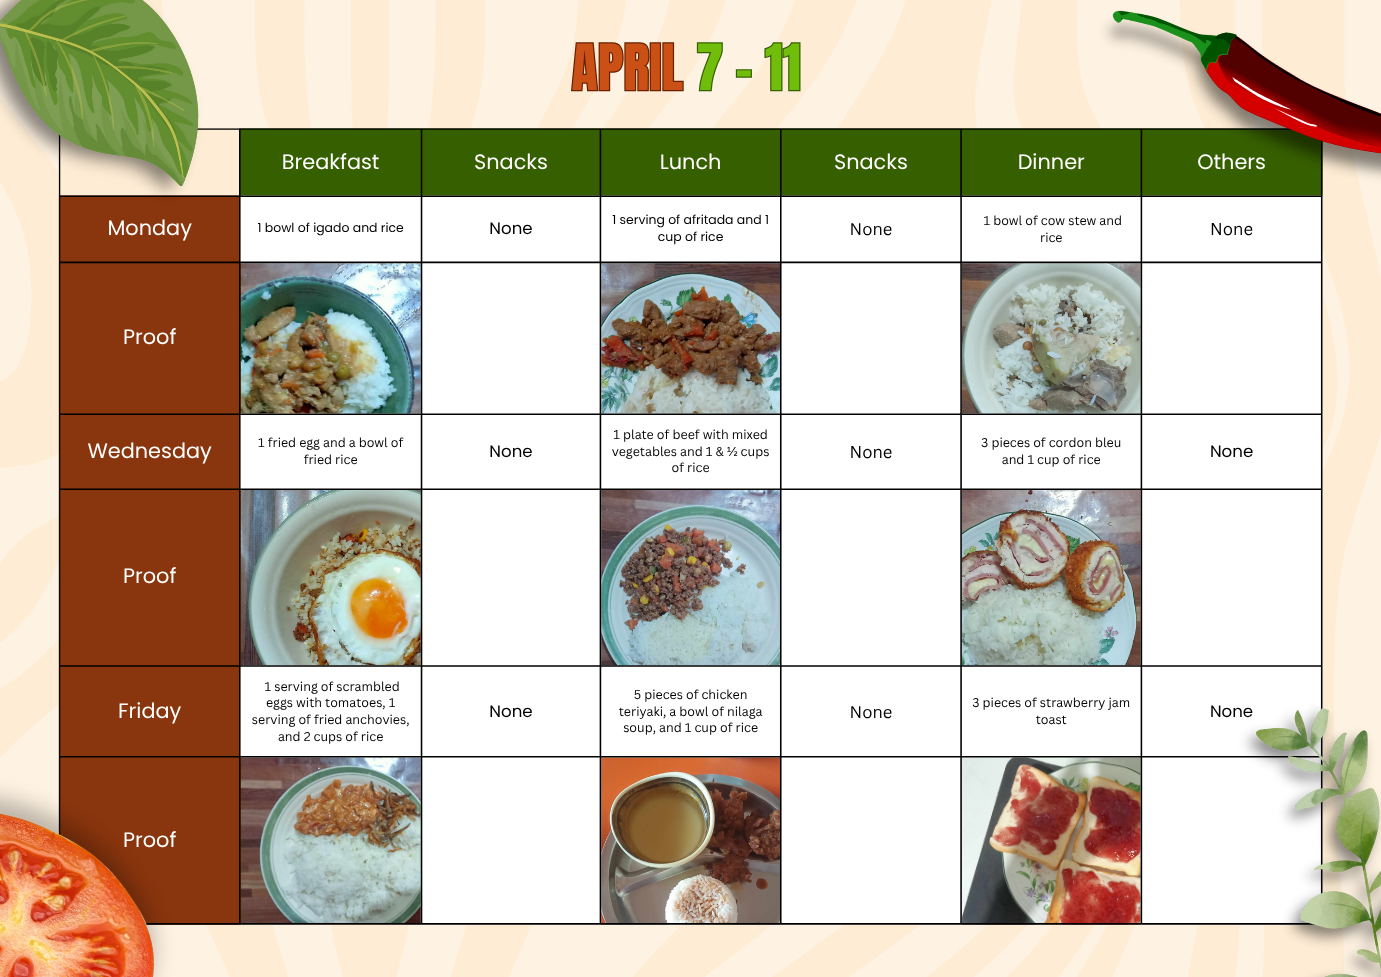 APRIL 7 - 11
Breakfast
Snacks
Lunch
Snacks
Dinner
Others
Monday
1 bowl of igado and rice
None
1 serving of afritada and 1
cup of rice
None
1 bowl of cow stew and
rice
None
Proof
Wednesday
1 fried egg and a bowl of
fried rice
None
1 plate of beef with mixed
vegetables and 1 & ½ cups
of rice
None
3 pieces of cordon bleu
and 1 cup of rice
None
Proof
Friday
1 serving of scrambled
eggs with tomatoes, 1
serving of fried anchovies,
and 2 cups of rice
None
5 pieces of chicken
teriyaki, a bowl of nilaga
soup, and 1 cup of rice
None
3 pieces of strawberry jam
toast
None
Proof